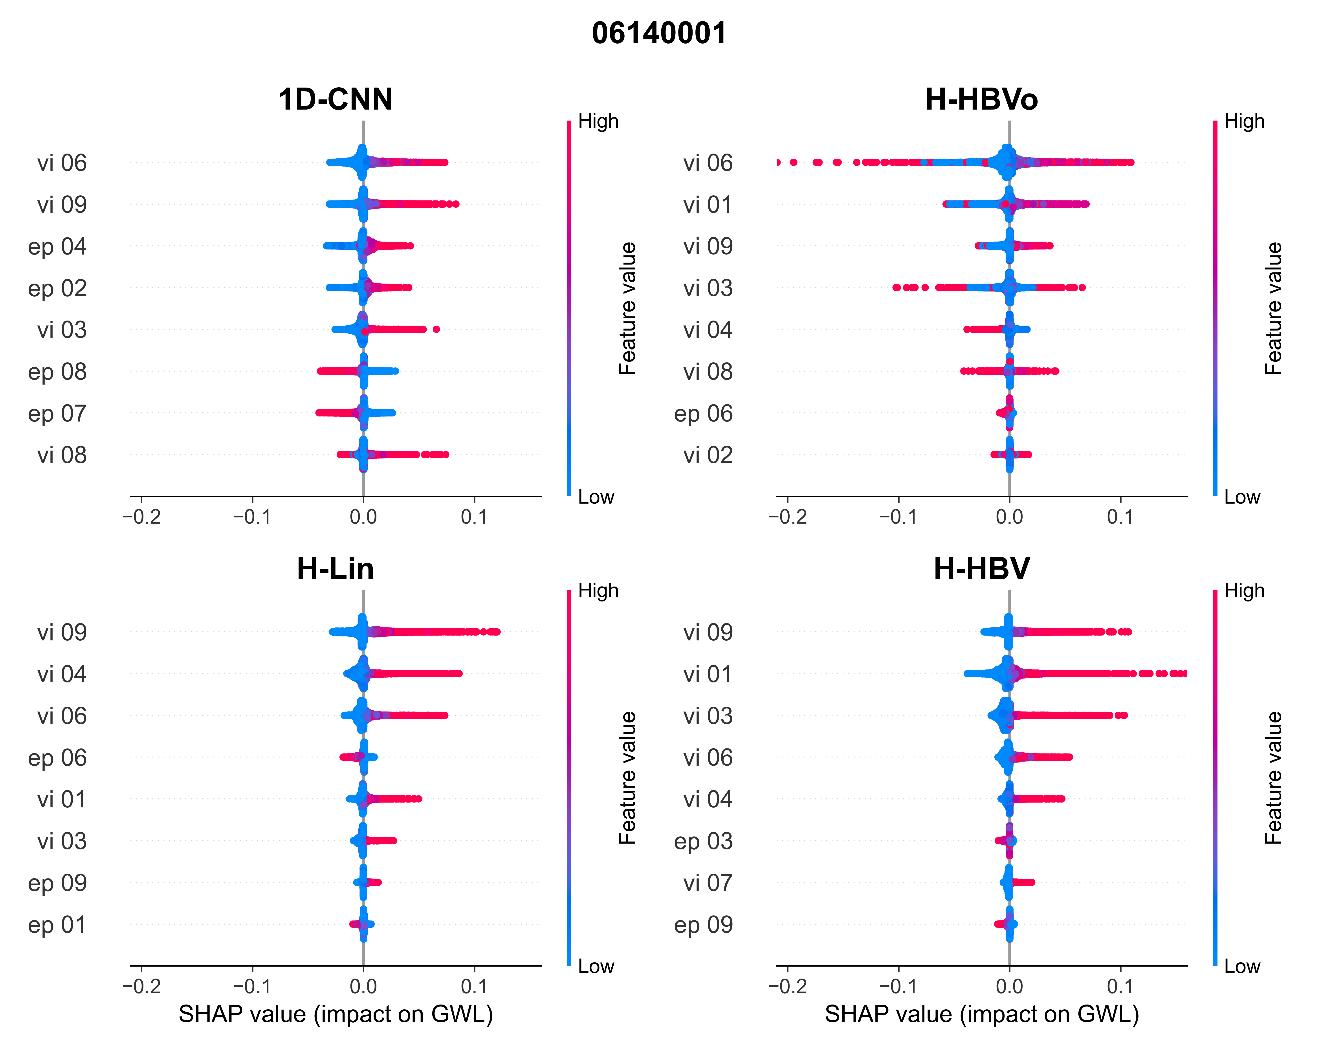 06140001
1D-CNN
High
vi 06
vi 09
ep 04
ep 02
vi 03
ep 08
ep 07
vi 08
Feature value
Low
−0.2 −0.1 0.0 0.1
H-HBVo
High
vi 06
vi 01
vi 09
vi 03
vi 04
vi 08
ep 06
vi 02
Feature value
Low
−0.2 −0.1 0.0 0.1
H-Lin
High
vi 09
vi 04
vi 06
ep 06
vi 01
vi 03
ep 09
ep 01
Feature value
Low
−0.2 −0.1 0.0 0.1
SHAP value (impact on GWL)
H-HBV
High
vi 09
vi 01
vi 03
vi 06
vi 04
ep 03
vi 07
ep 09
Feature value
Low
−0.2 −0.1 0.0 0.1
SHAP value (impact on GWL)